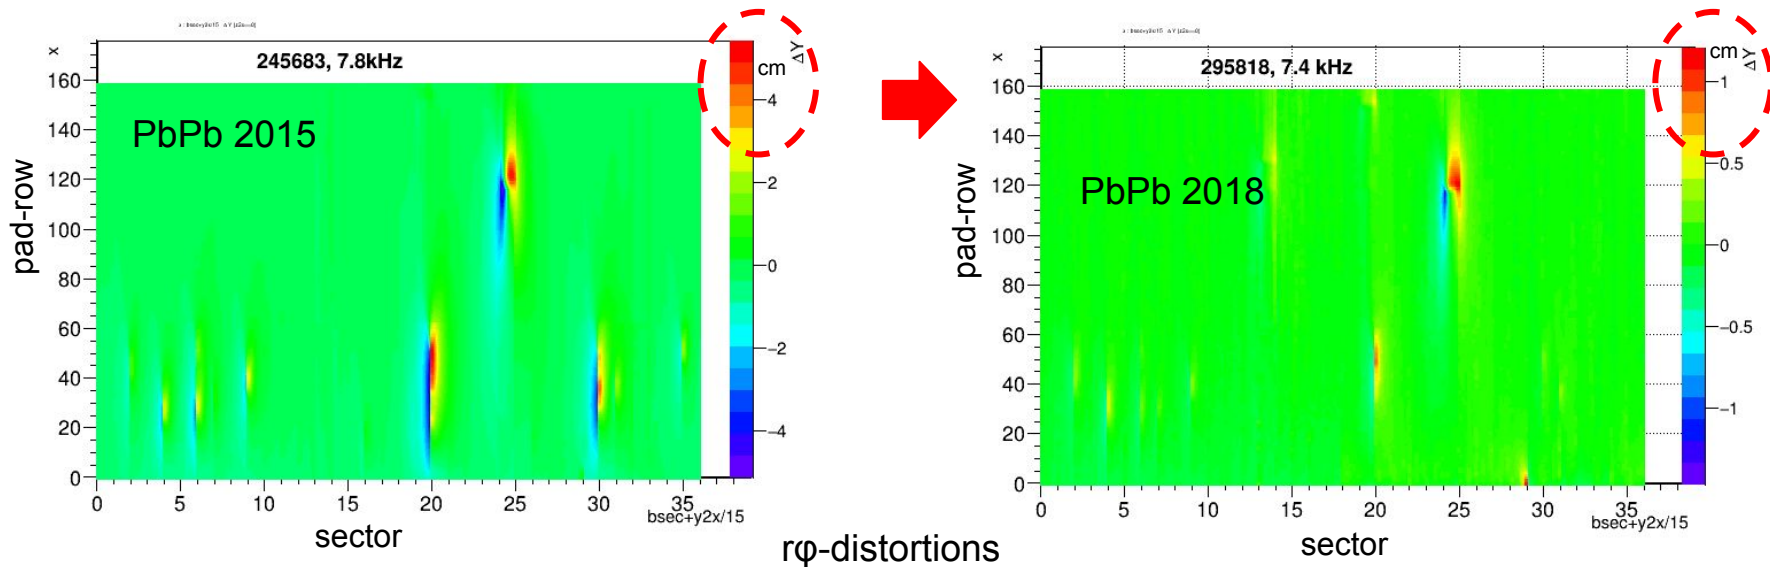 245683, 7.8kHz
PbPb 2015
x
pad-row
160
140
120
100
80
60
40
20
0
0 5 10 15 20 25 30 35
bsec+y2x/15
sector
cm
ΔY
4
2
0
−2
−4
295818, 7.4 kHz
PbPb 2018
x
pad-row
160
140
120
100
80
60
40
20
0
0 5 10 15 20 25 30 35
bsec+y2x/15
sector
cm
ΔY
1
0.5
0
−0.5
−1
rφ-distortions